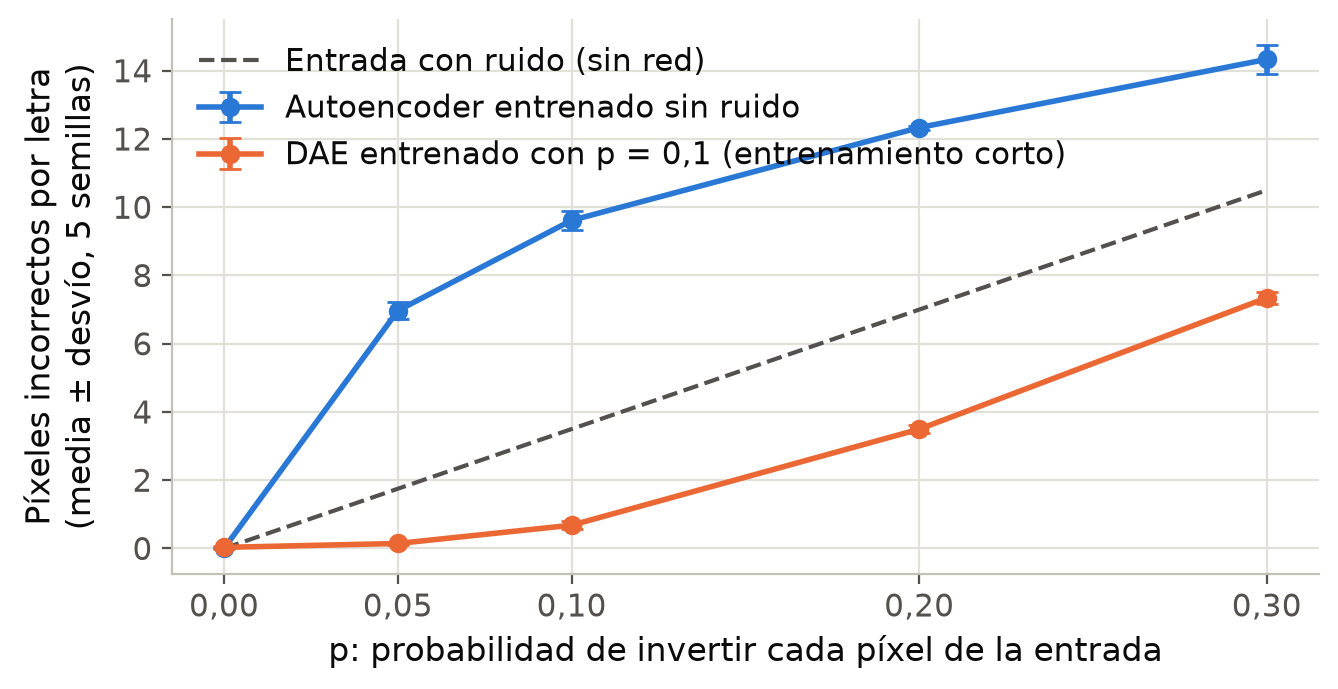 Entrada con ruido (sin red)
Autoencoder entrenado sin ruido
DAE entrenado con p = 0,1 (entrenamiento corto)
Píxeles incorrectos por letra
(media ± desvío, 5 semillas)
14
12
10
8
6
4
2
0
0,00
0,05
0,10
0,20
0,30
p: probabilidad de invertir cada píxel de la entrada